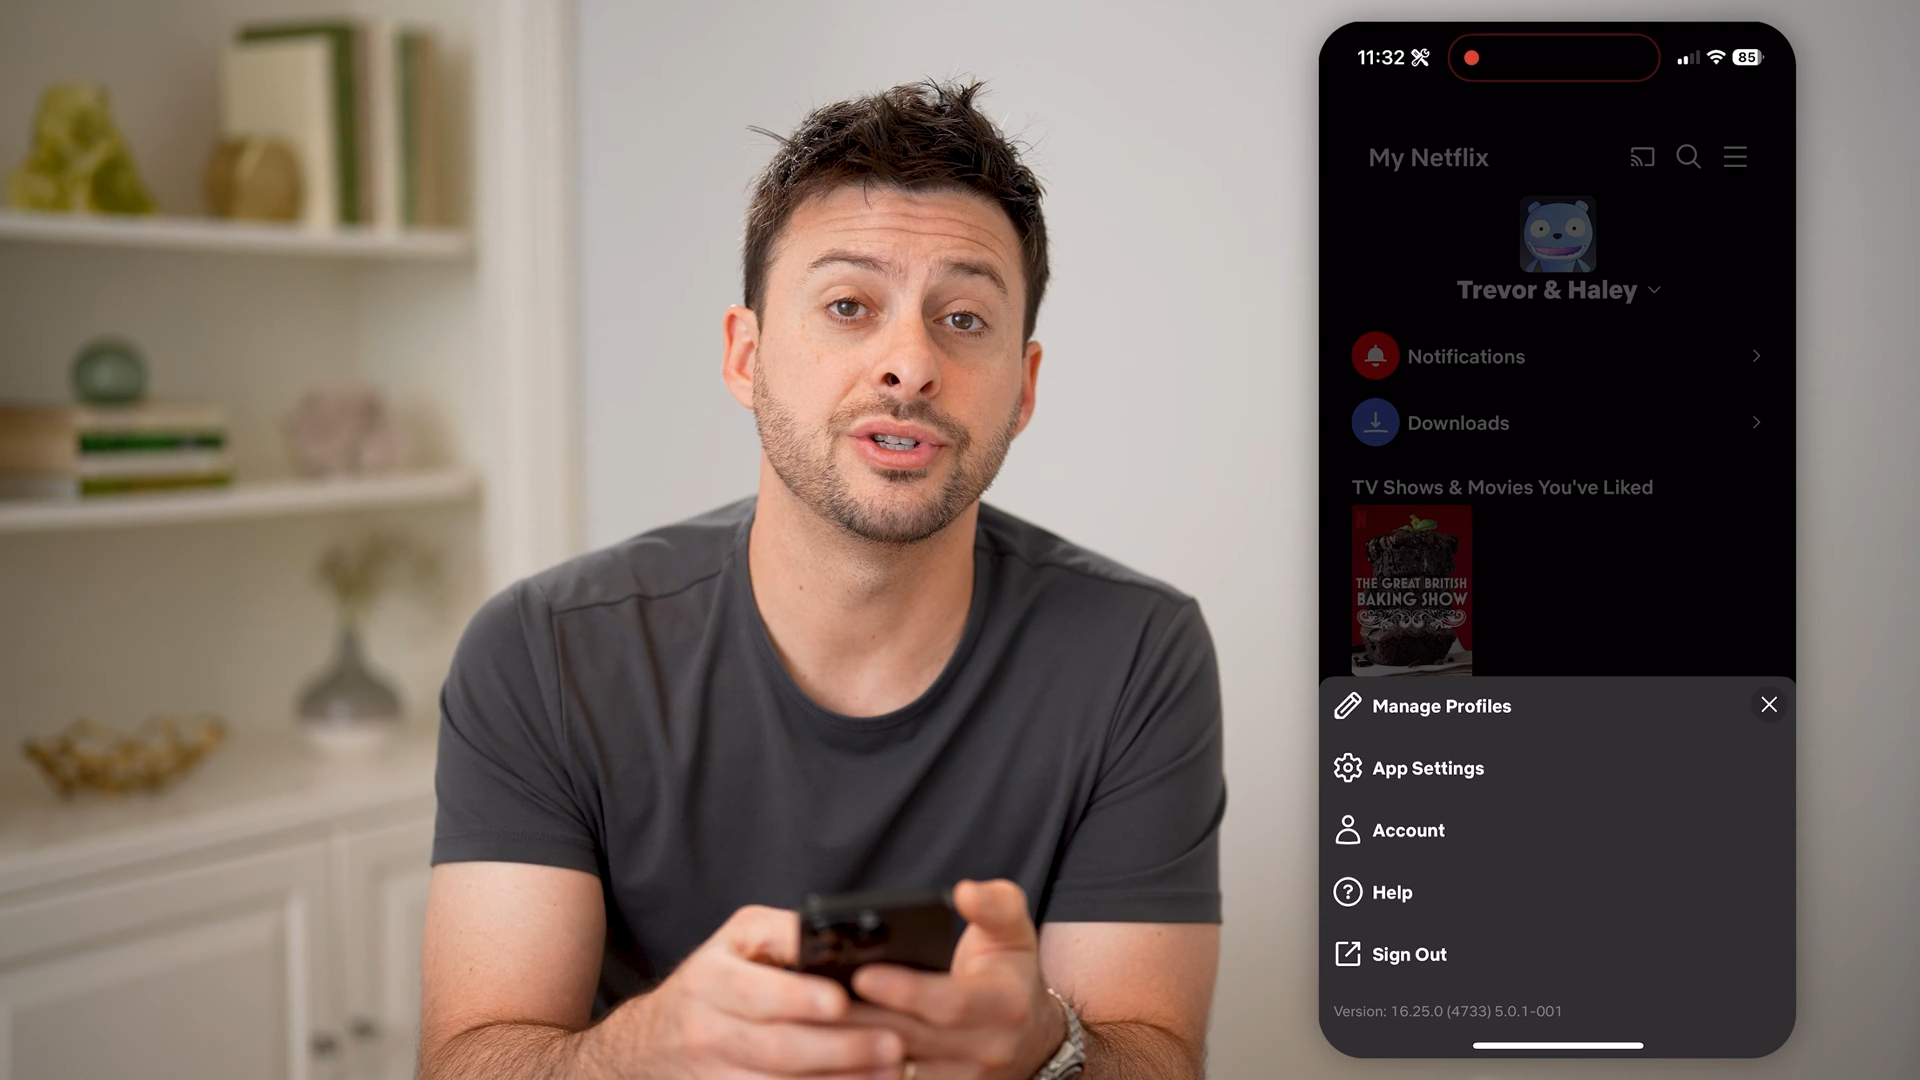 11:32
85
My Netflix
Trevor & Haley
Notifications
Downloads
TV Shows & Movies You've Liked
N
THE GREAT BRITISH
BAKING SHOW
Manage Profiles
App Settings
Account
Help
Sign Out
Version: 16.25.0 (4733) 5.0.1-001